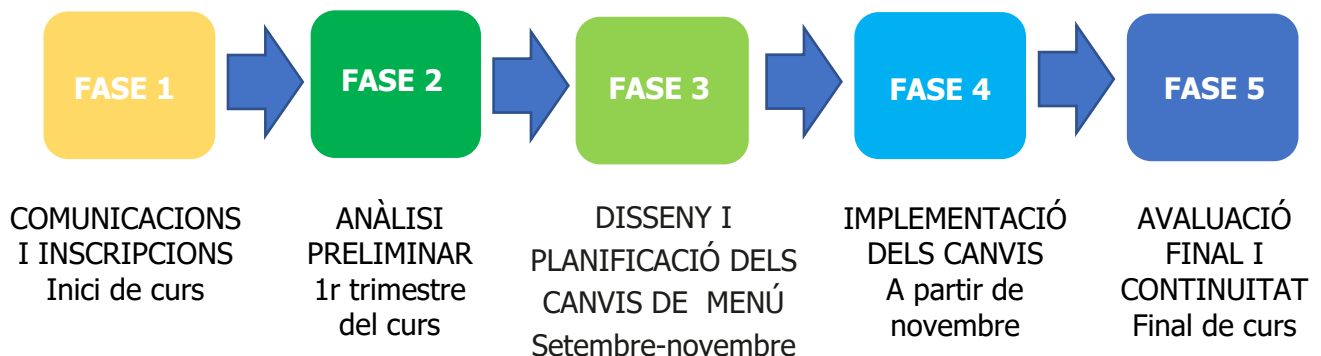 FASE 1
FASE 2
FASE 3
FASE 4
FASE 5
COMUNICACIONS
I INSCRIPCIONS
Inici de curs
ANÀLISI
PRELIMINAR
1r trimestre
del curs
DISSENY I
PLANIFICACIÓ DELS
CANVIS DE MENÚ
Setembre-novembre
IMPLEMENTACIÓ
DELS CANVIS
A partir de
novembre
AVALUACIÓ
FINAL I
CONTINUITAT
Final de curs